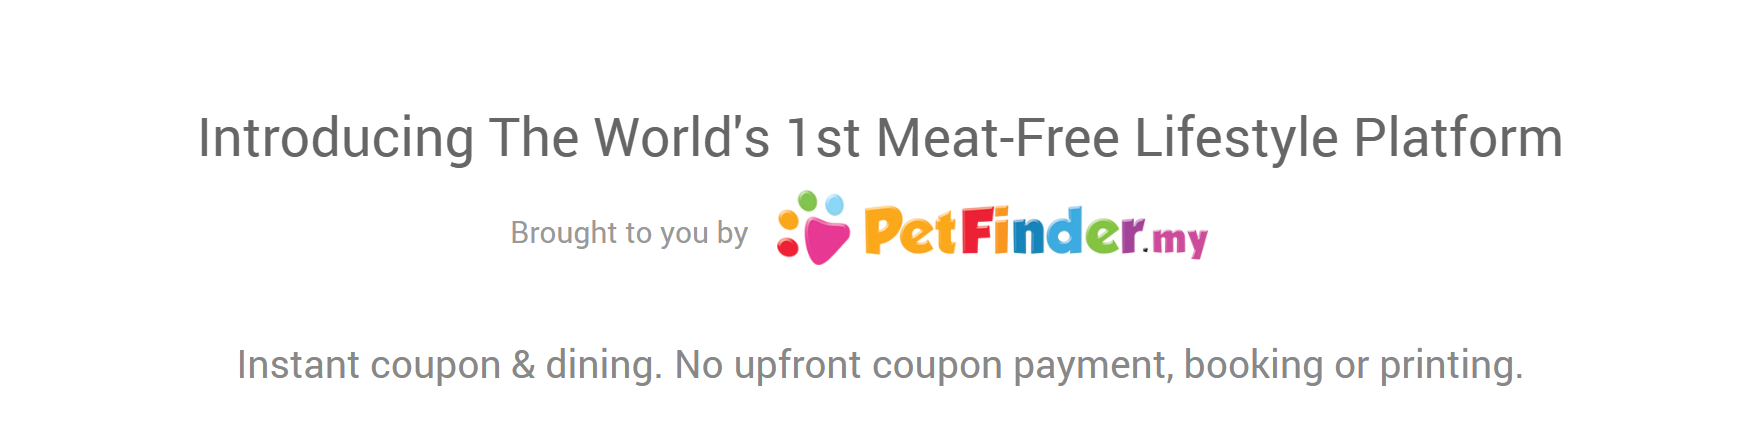 Introducing The World's 1st Meat-Free Lifestyle Platform
Brought to you by PetFinder.my
Instant coupon & dining. No upfront coupon payment, booking or printing.